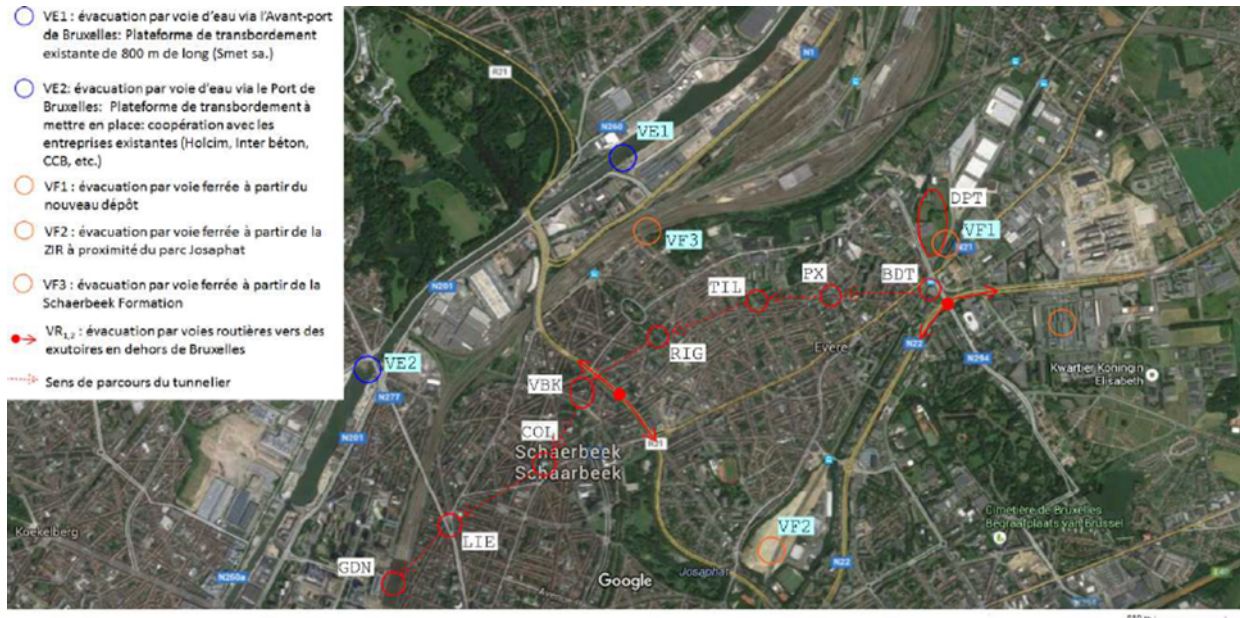 VE1 : évacuation par voie d'eau via l'Avant-port
de Bruxelles: Plateforme de transbordement
existante de 800 m de long (Smet sa.)
VE2: évacuation par voie d'eau via le Port de
Bruxelles: Plateforme de transbordement à
mettre en place: coopération avec les
entreprises existantes (Holcim, Inter béton,
CCB, etc.)
VF1 : évacuation par voie ferrée à partir du
nouveau dépôt
VF2 : évacuation par voie ferrée à partir de la
ZIR à proximité du parc Josaphat
VF3 : évacuation par voie ferrée à partir de la
Schaerbeek Formation
VR1,2 : évacuation par voies routières vers des
exutoires en dehors de Bruxelles
Sens de parcours du tunnelier
N1
R21
N260
VE1
DPT
VF1
N21
VF3
BDT
PX
TIL
N201
RIG
Evere
N22
N294
VE2
Kwartier Koningin
Elisabeth
VBK
N277
COL
R21
N201
Schaerbeek
Schaarbeek
Cimetière de Bruxelles
Begraafplaats van Brussel
VF2
Koekelberg
LIE
GDN
Josaphat
N22
N260a
Google